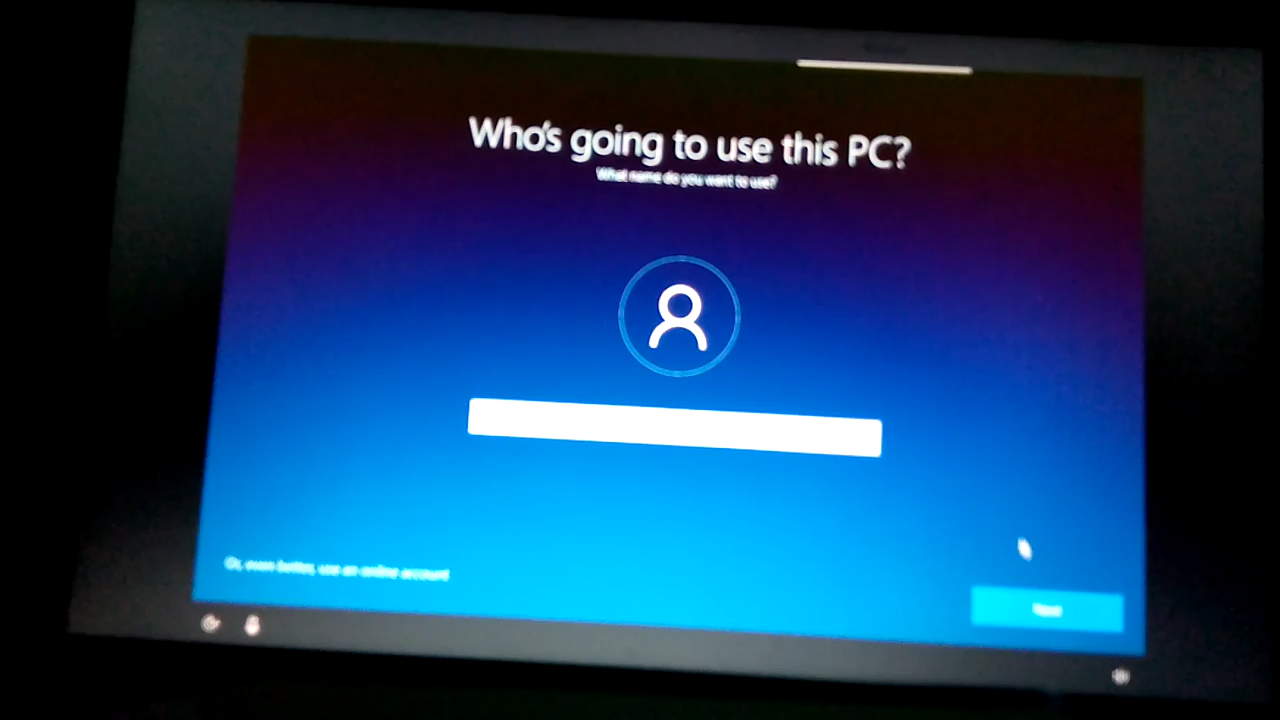 Who's going to use this PC?
What name do you want to use?
Or, even better, use an online account
Next